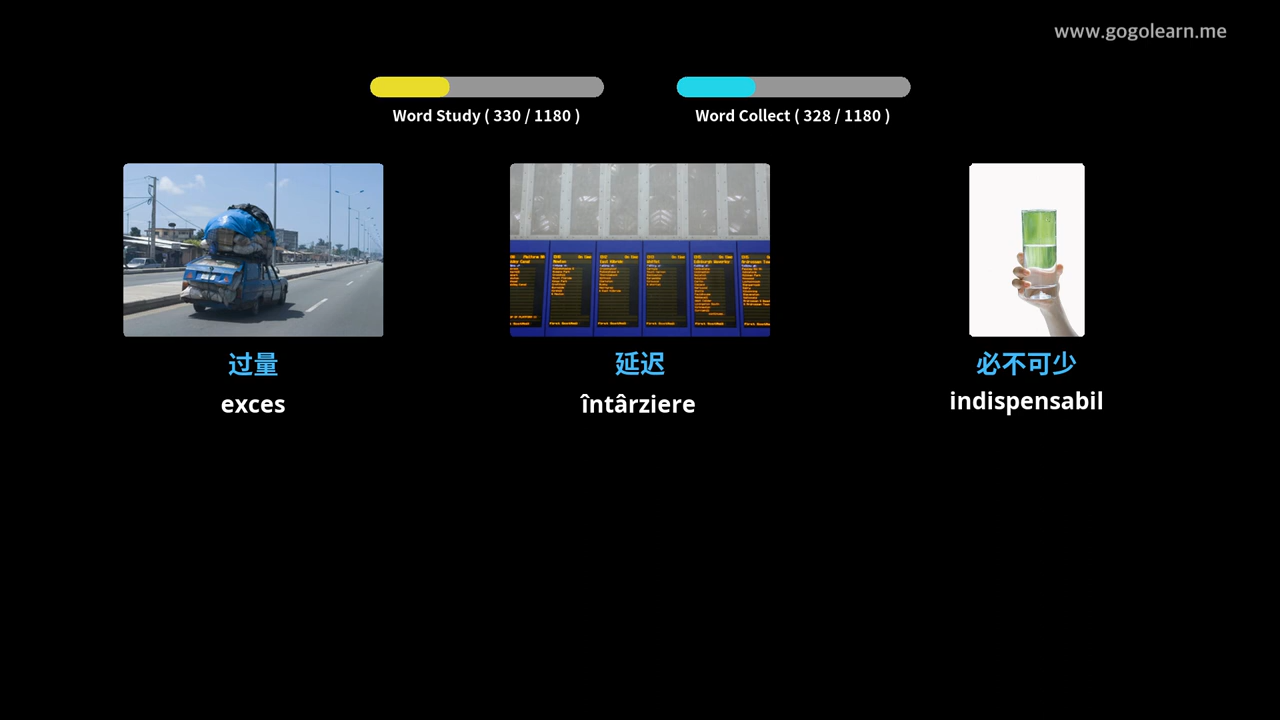 www.gogolearn.me
Word Study ( 330 / 1180 )
Word Collect ( 328 / 1180 )
过量
延迟
必不可少
exces
întârziere
indispensabil